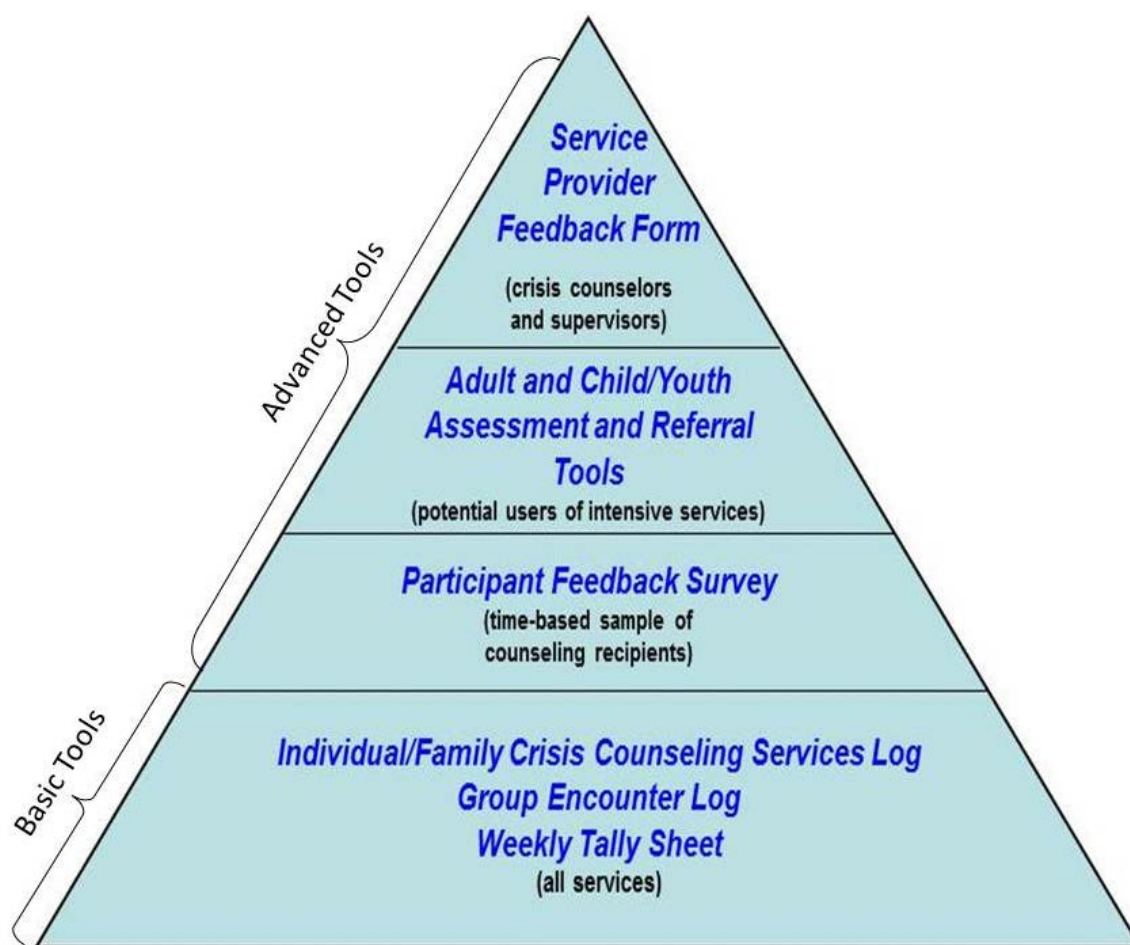 Service
Provider
Feedback Form
(crisis counselors
and supervisors)
Advanced Tools
Adult and Child/Youth
Assessment and Referral
Tools
(potential users of intensive services)
Participant Feedback Survey
(time-based sample of
counseling recipients)
Basic Tools
Individual/Family Crisis Counseling Services Log
Group Encounter Log
Weekly Tally Sheet
(all services)